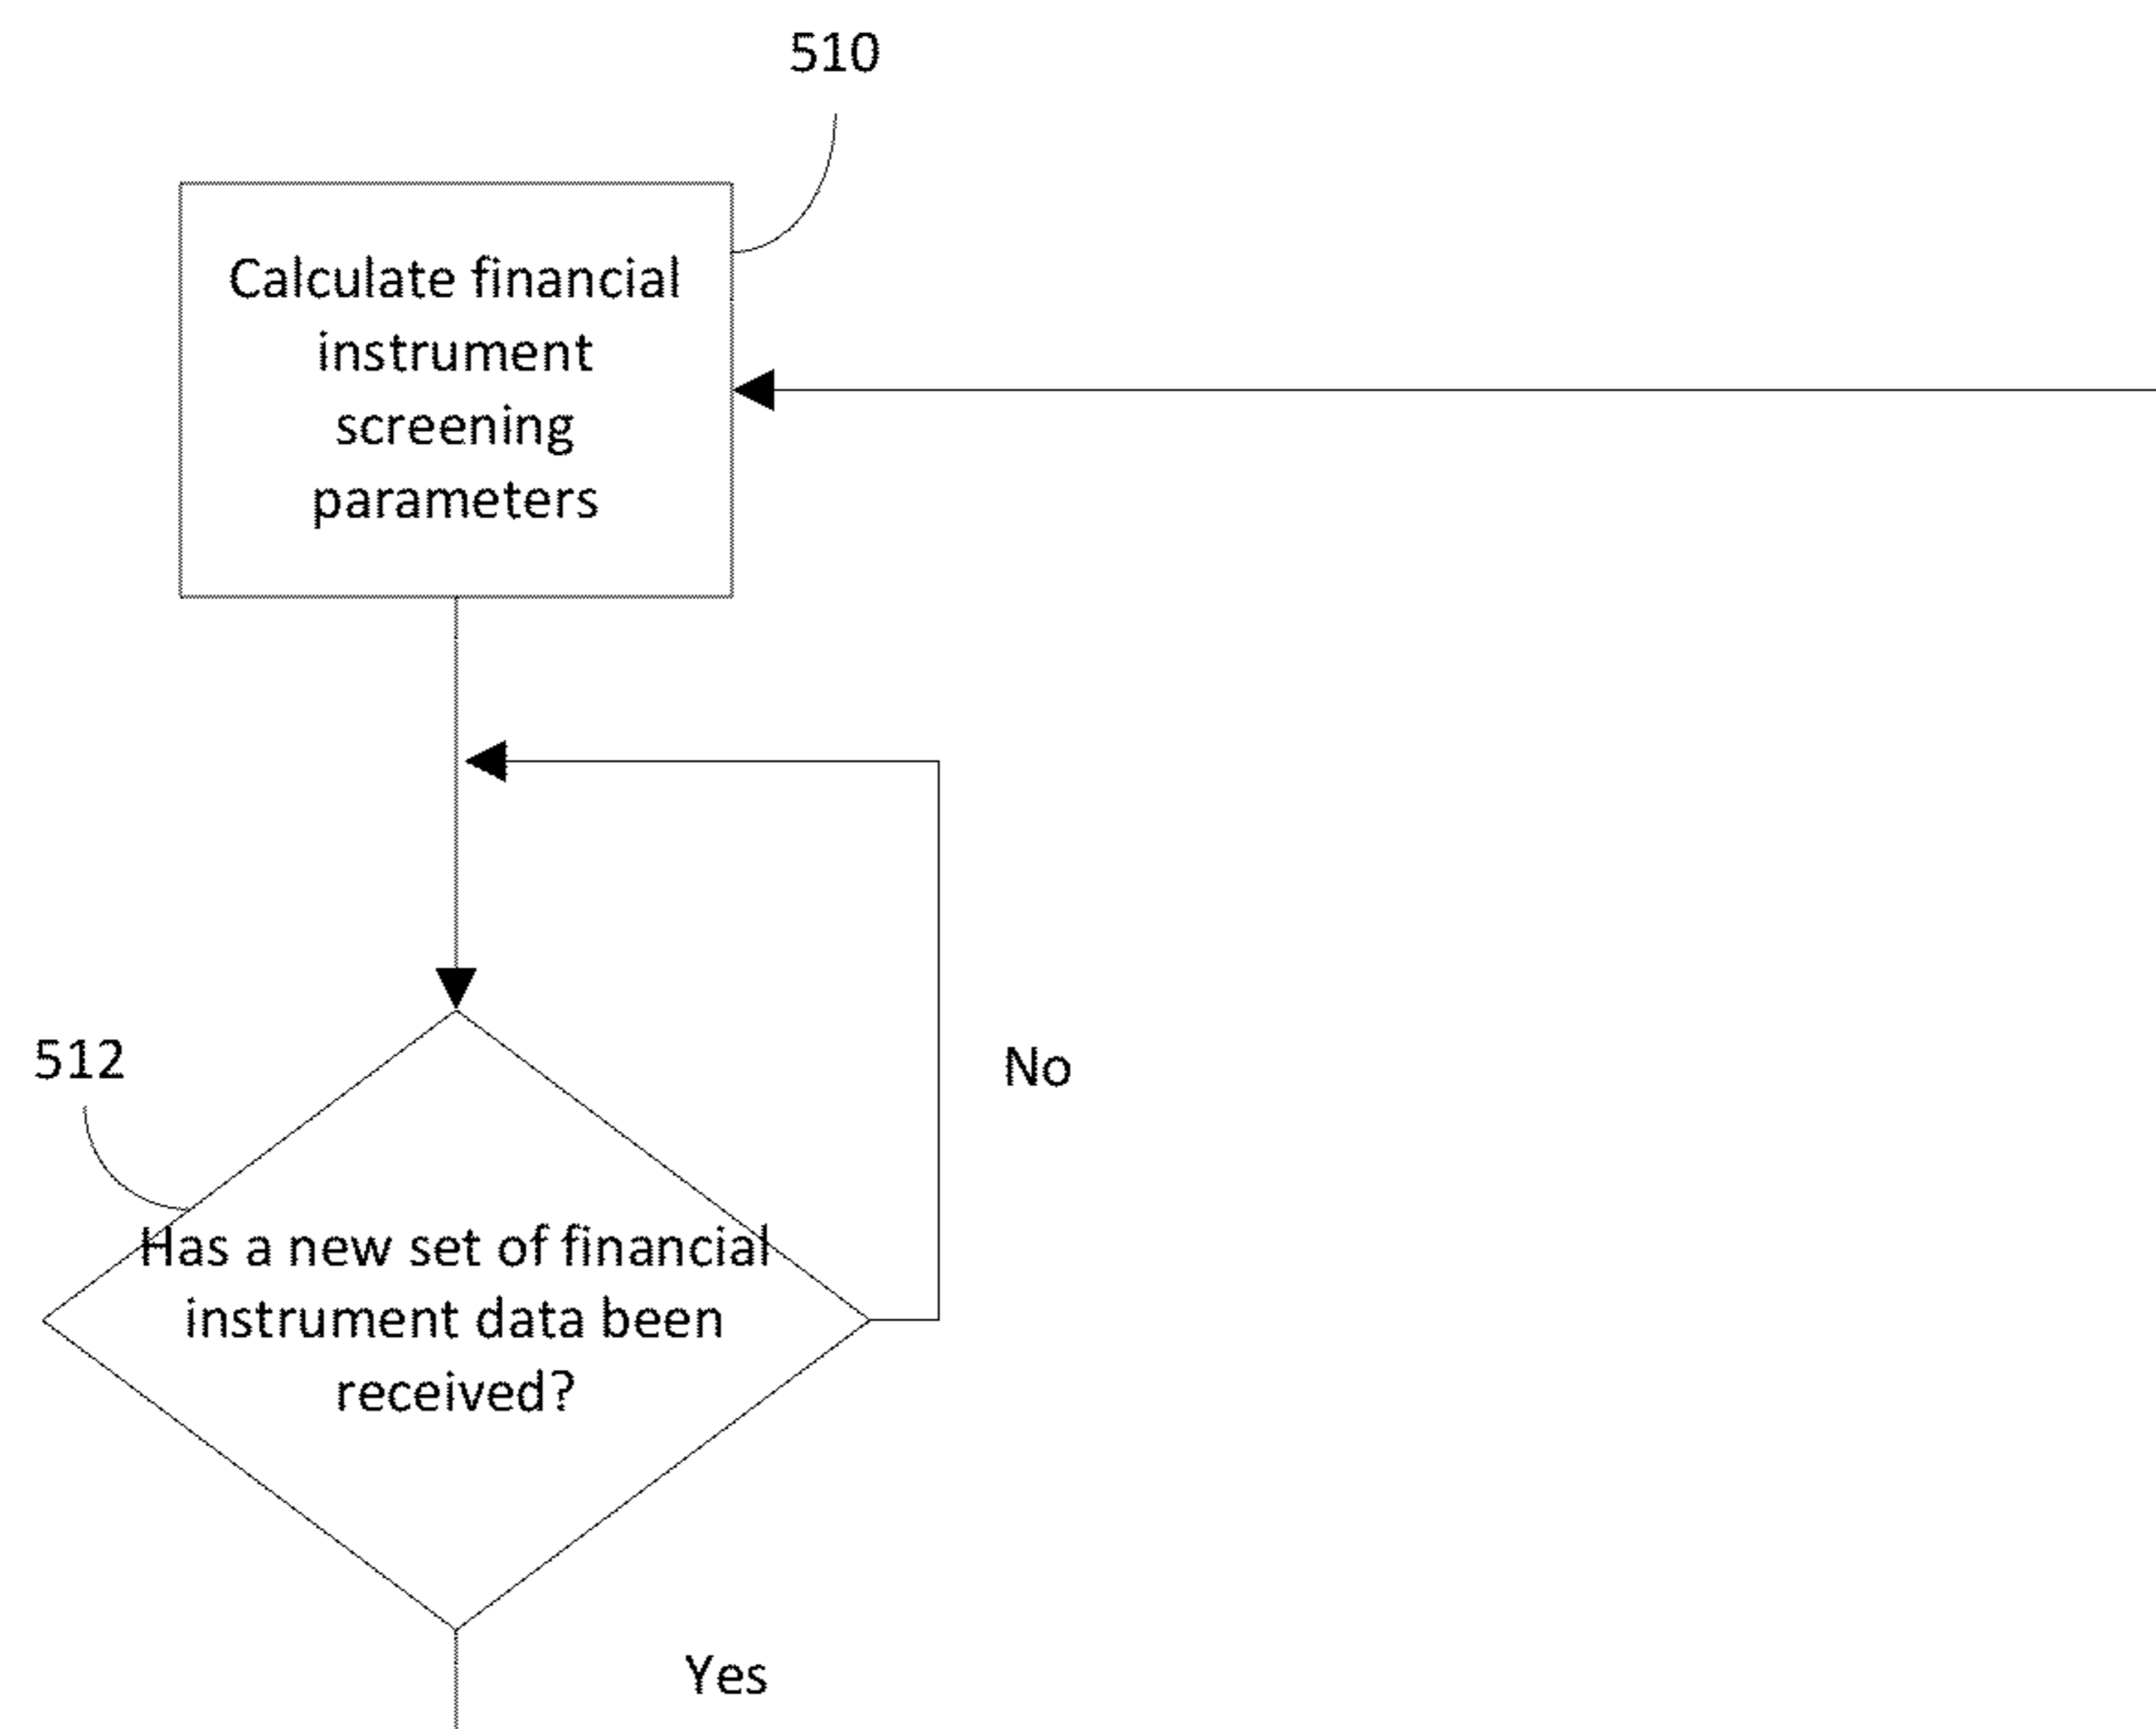 510
Calculate financial
instrument
screening
parameters
512
No
Has a new set of financial
instrument data been
received?
Yes